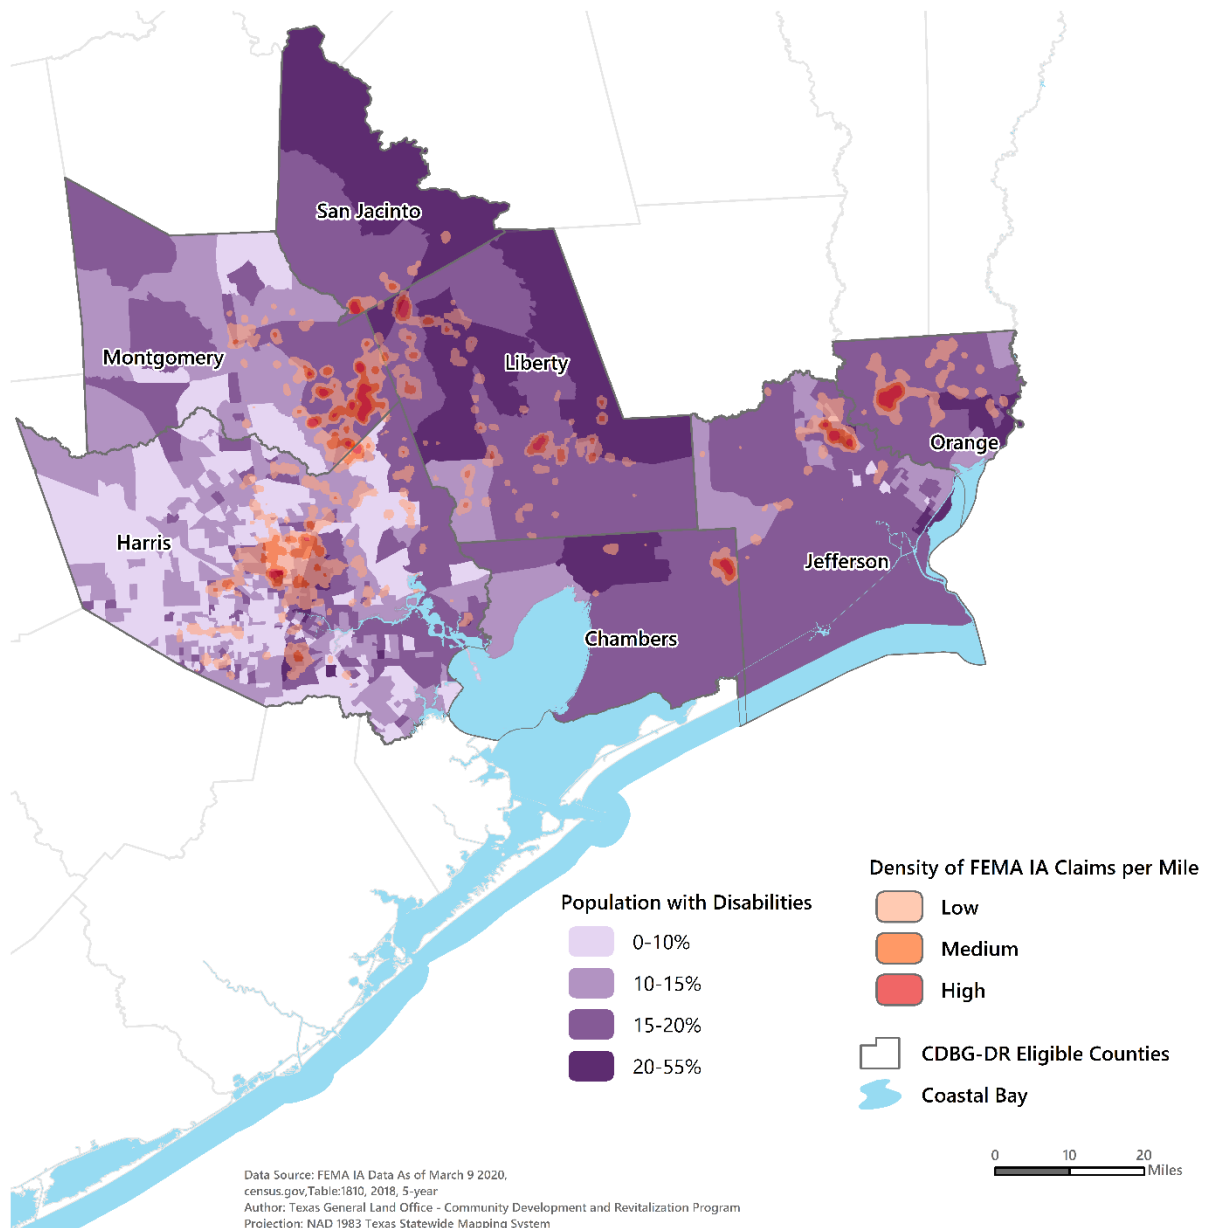 San Jacinto
Montgomery
Liberty
Orange
Harris
Jefferson
Chambers
Density of FEMA IA Claims per Mile
Low
Medium
High
Population with Disabilities
0-10%
10-15%
15-20%
20-55%
CDBG-DR Eligible Counties
Coastal Bay
0 10 20
Miles
Data Source: FEMA IA Data As of March 9 2020,
census.gov,Table:1810, 2018, 5-year
Author: Texas General Land Office - Community Development and Revitalization Program
Projection: NAD 1983 Texas Statewide Mapping System